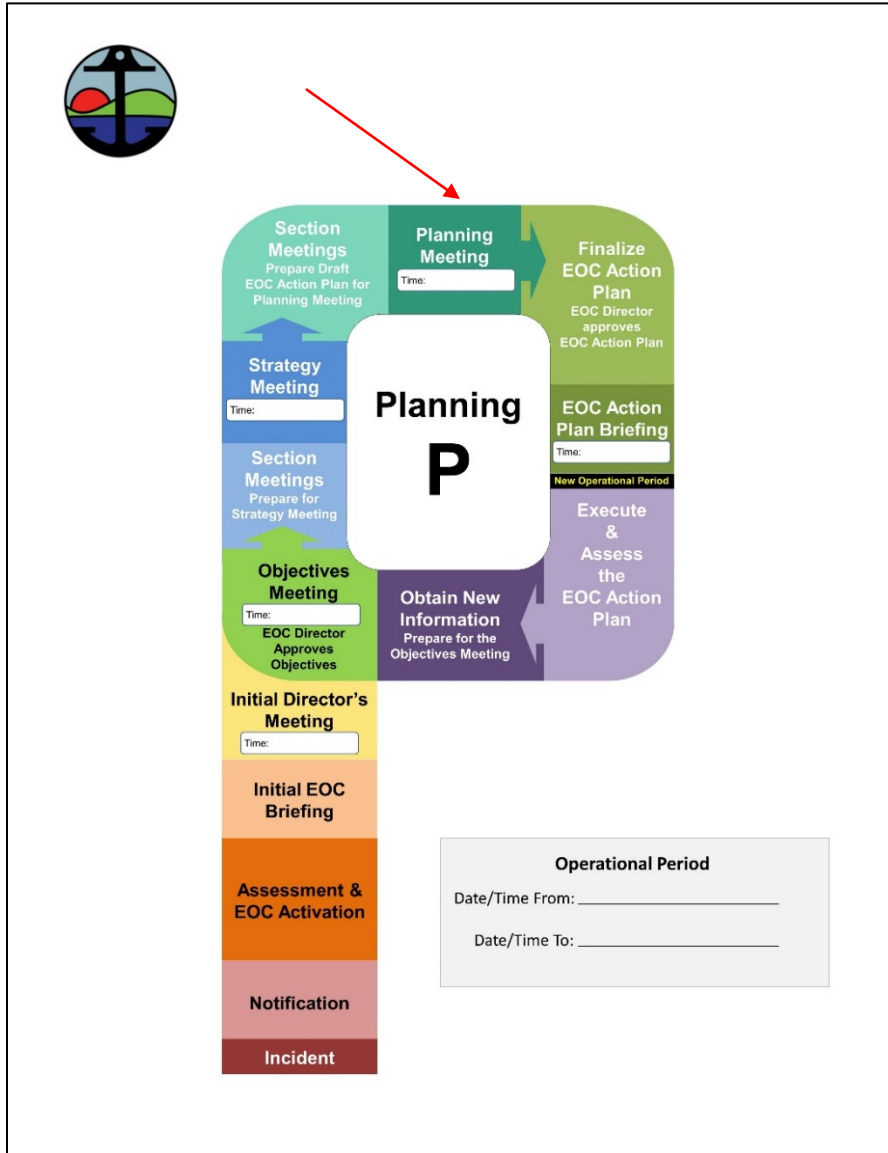 Section
Meetings
Prepare Draft
EOC Action Plan for
Planning Meeting
Planning
Meeting
Time:
Finalize
EOC Action
Plan
EOC Director
approves
EOC Action Plan
Strategy
Meeting
Time:
Planning
P
EOC Action
Plan Briefing
Time:
New Operational Period
Section
Meetings
Prepare for
Strategy Meeting
Execute
&
Assess
the
EOC Action
Plan
Objectives
Meeting
Time:
EOC Director
Approves
Objectives
Obtain New
Information
Prepare for the
Objectives Meeting
Initial Director's
Meeting
Time:
Initial EOC
Briefing
Assessment &
EOC Activation
Notification
Incident
Operational Period
Date/Time From:
Date/Time To: